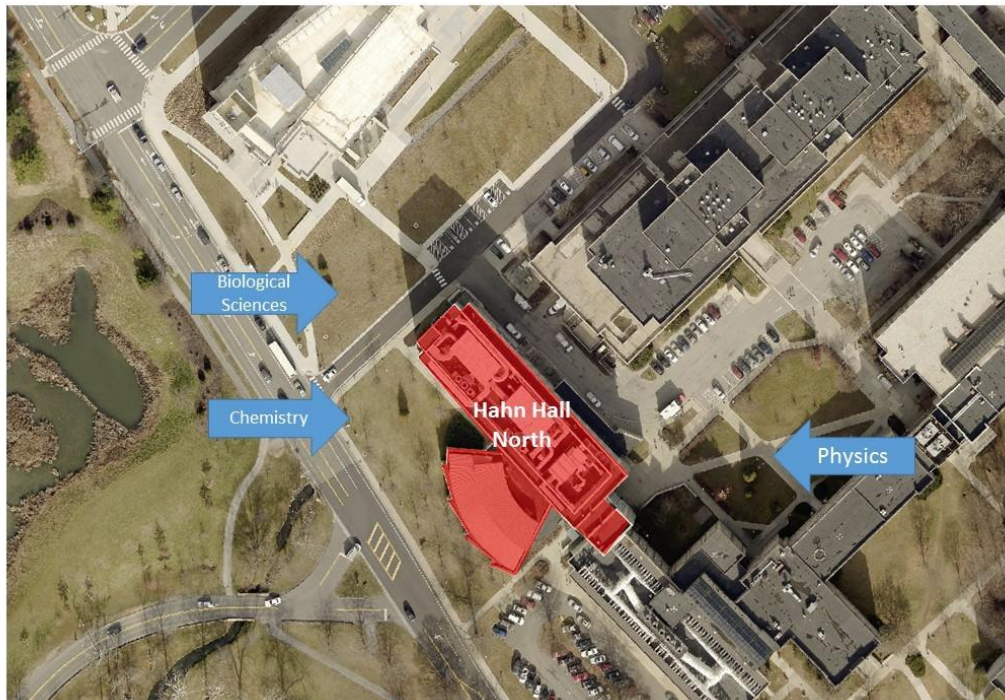 Biological
Sciences
Chemistry
Hahn Hall
North
Physics